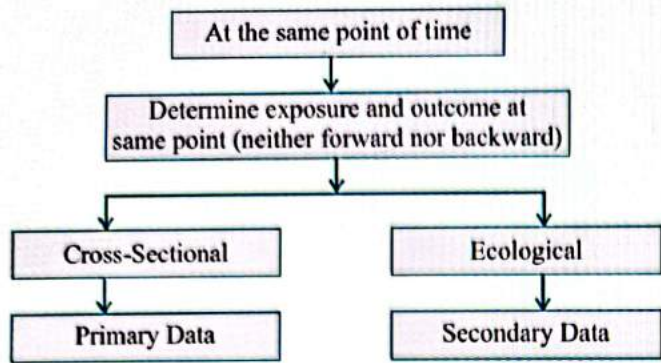 At the same point of time
Determine exposure and outcome at
same point (neither forward nor backward)
Cross-Sectional
Ecological
Primary Data
Secondary Data